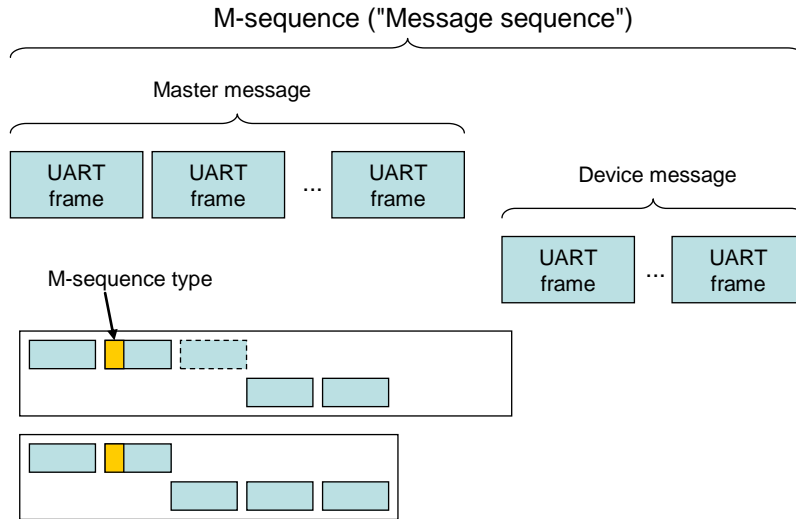 M-sequence ("Message sequence")
Master message
UART
frame
UART
frame
...
UART
frame
Device message
UART
frame
...
UART
frame
M-sequence type